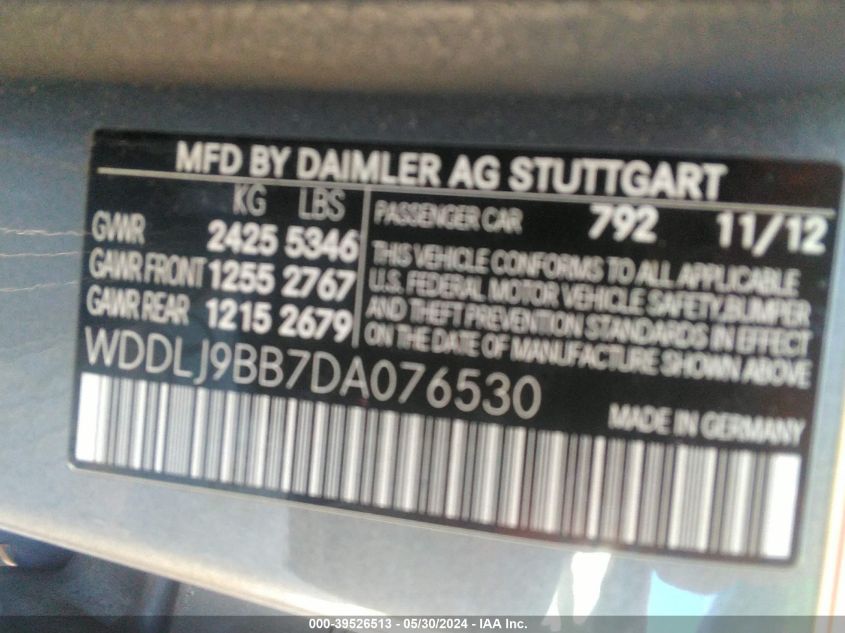 MFD BY DAIMLER AG STUTTGART
KG LBS
GVWR 2425 5346
GAWR FRONT 1255 2767
GAWR REAR 1215 2679
PASSENGER CAR 792 11/12
THIS VEHICLE CONFORMS TO ALL APPLICABLE
U.S. FEDERAL MOTOR VEHICLE SAFETY, BUMPER
AND THEFT PREVENTION STANDARDS IN EFFECT
ON THE DATE OF MANUFACTURE SHOWN ABOVE
WDDLJ9BB7DA076530
MADE IN GERMANY
000-39526513 - 05/30/2024 - IAA Inc.